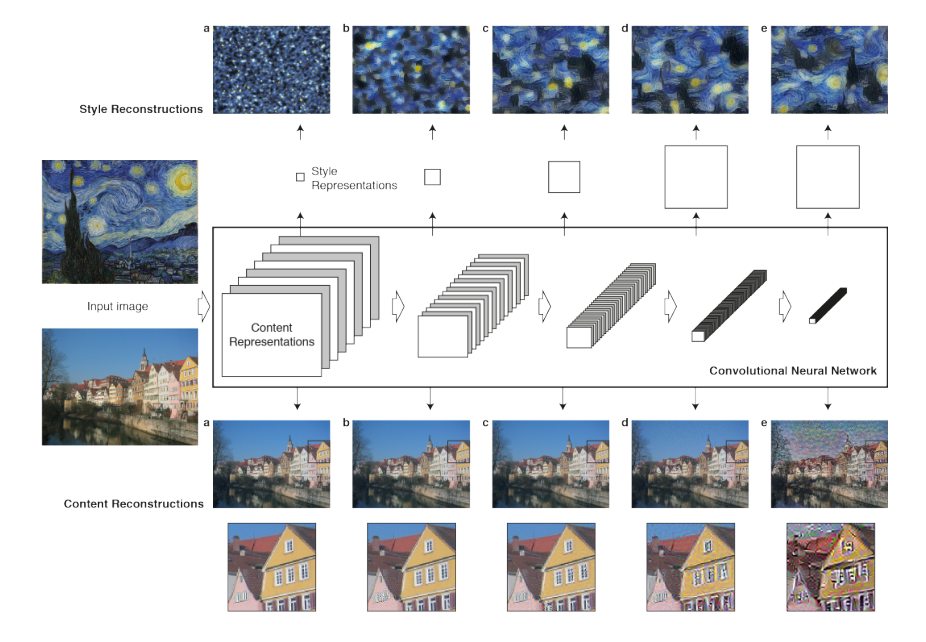 a
b
c
d
e
Style Reconstructions
Style
Representations
Input image
Content
Representations
Convolutional Neural Network
a
b
c
d
e
Content Reconstructions